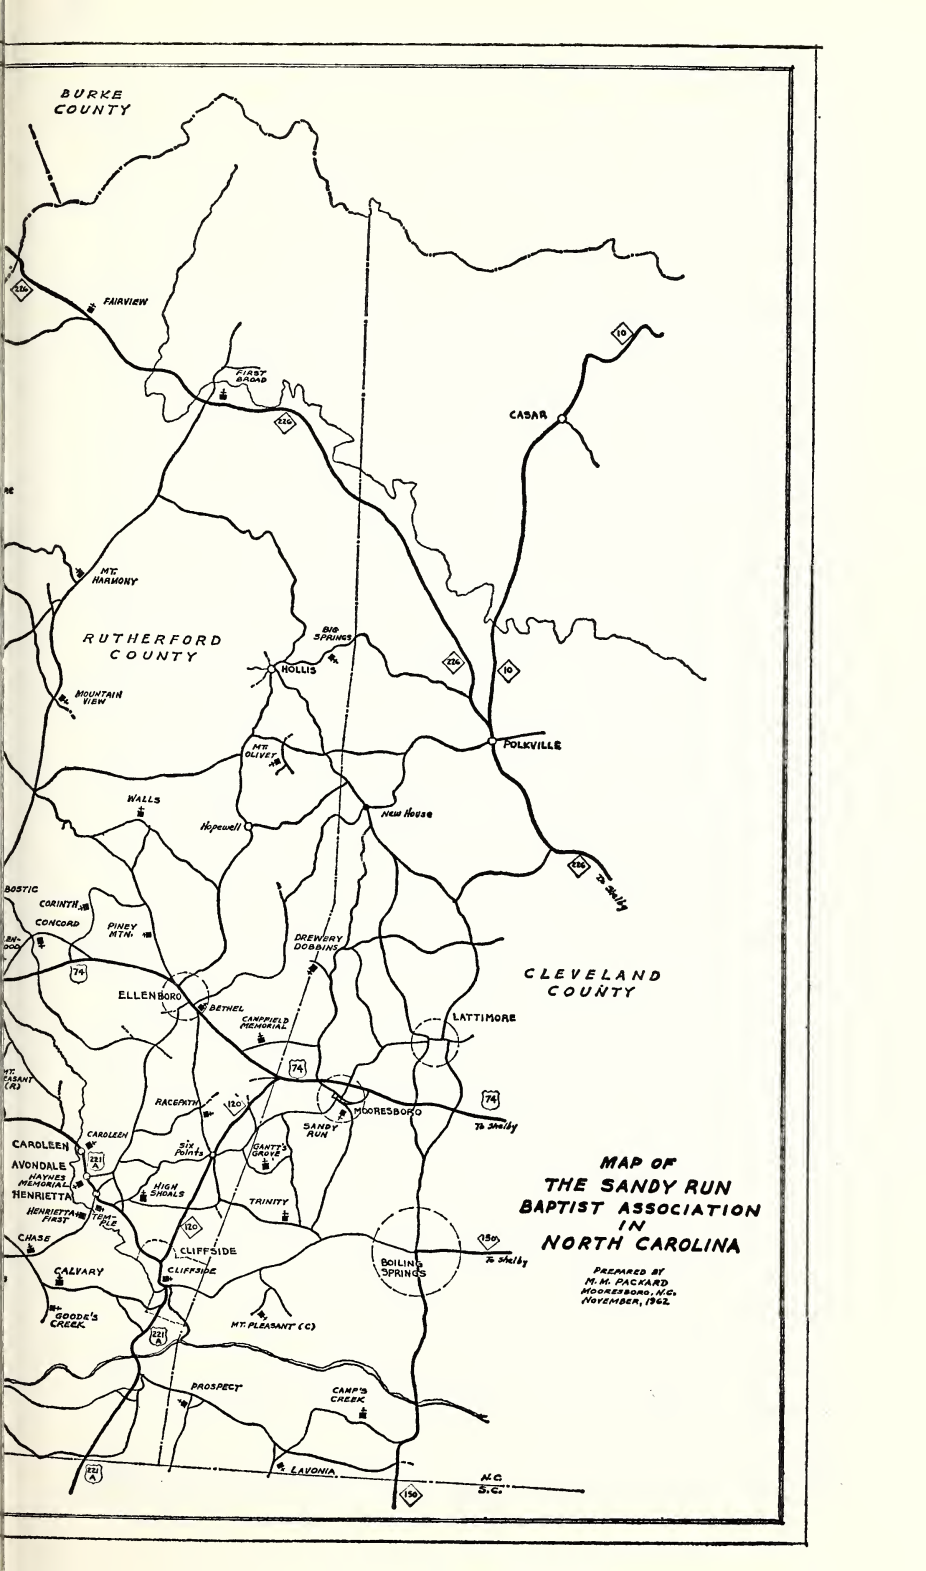 BURKE
COUNTY
226
FAIRVIEW
10
FIRST
BROAD
226
CASAR
MT.
HARMONY
RUTHERFORD
COUNTY
BIG
SPRINGS
HOLLIS
226
10
MOUNTAIN
VIEW
MT.
OLIVET
POLKVILLE
WALLS
Hopewell
New House
226
To Shelby
BOSTIC
CORINTH
CONCORD
PINEY
MTN.
DREWERY
DOBBINS
74
CLEVELAND
COUNTY
ELLENBORO
BETHEL
CAMPFIELD
MEMORIAL
LATTIMORE
MT.
EASANT
(R)
74
RACEPATH
120
MOORESBORO
74
To Shelby
SANDY
RUN
CAROLEEN
CAROLEEN
221
A
AVONDALE
HAYNES
MEMORIAL
HENRIETTA
HENRIETTA
FIRST
TEM-
PLE
SIX
POINTS
GANTT'S
GROVE
HIGH
SHOALS
TRINITY
120
CHASE
CLIFFSIDE
CLIFFSIDE
CALVARY
GOODE'S
CREEK
221
A
MT. PLEASANT (C)
BOILING
SPRINGS
150
To Shelby
MAP OF
THE SANDY RUN
BAPTIST ASSOCIATION
IN
NORTH CAROLINA
PREPARED BY
M. M. PACKARD
MOORESBORO, N.C.
NOVEMBER, 1962
PROSPECT
CAMP'S
CREEK
LAVONIA
221
A
N.C.
S.C.
150